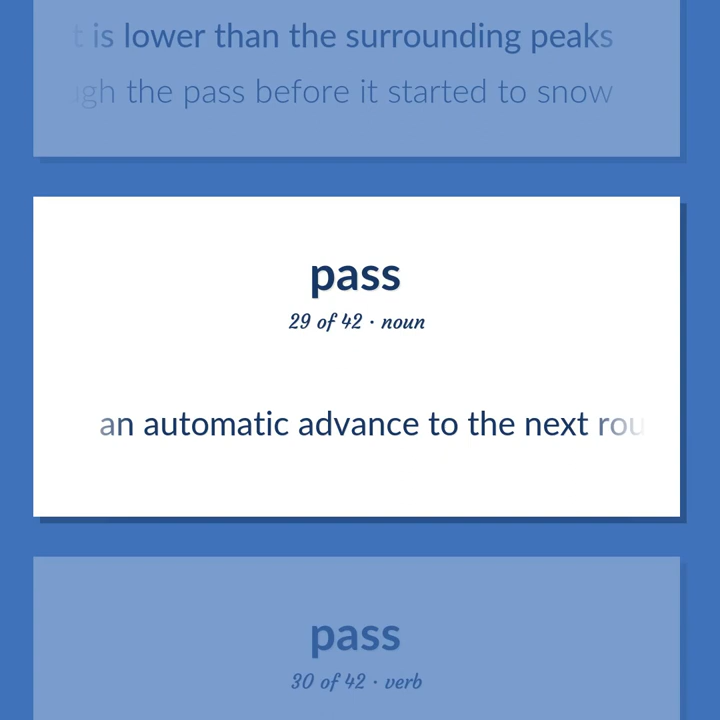 is lower than the surrounding peaks
the pass before it started to snow
pass
29 of 42 · noun
an automatic advance to the next
pass
30 of 42 · verb